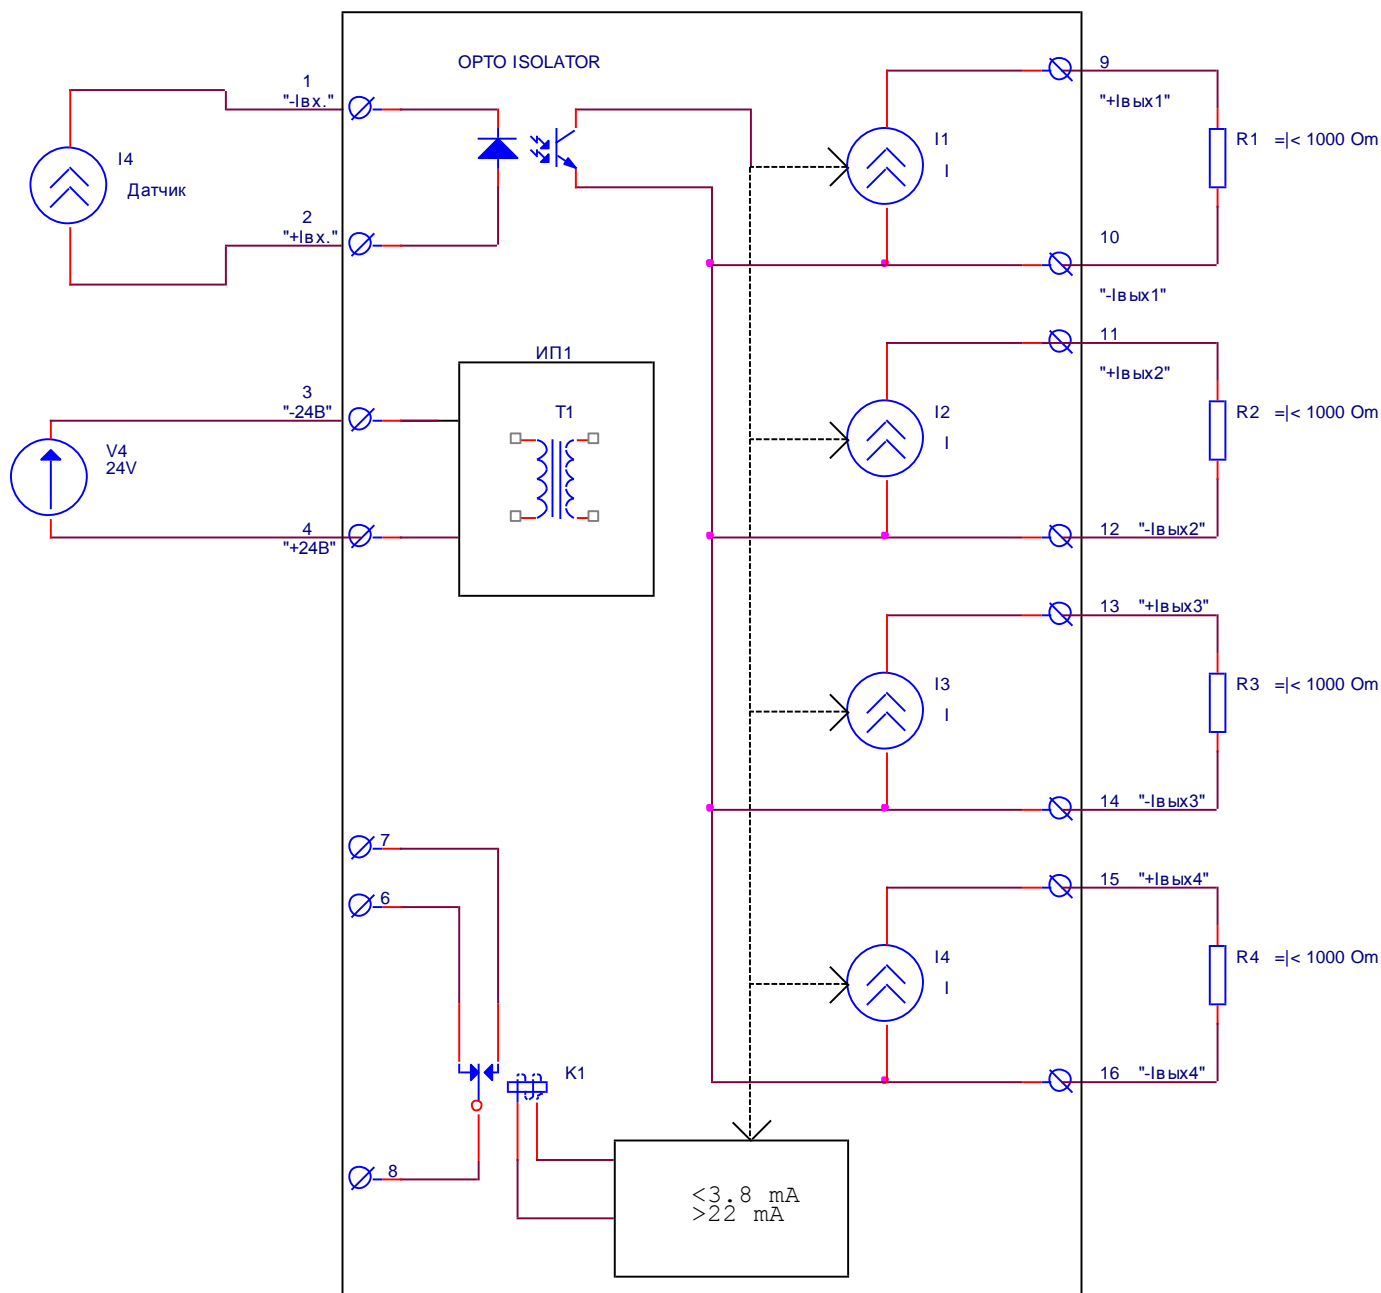 OPTO ISOLATOR
1
"-Iвх."
I4
Датчик
2
"+Iвх."
ИП1
3
"-24В"
T1
V4
24V
4
"+24В"
7
6
K1
8
<3.8 mA
>22 mA
9
"+Iвых1"
I1
I
R1 =|< 1000 Om
10
"-Iвых1"
11
"+Iвых2"
I2
I
R2 =|< 1000 Om
12 "-Iвых2"
13 "+Iвых3"
I3
I
R3 =|< 1000 Om
14 "-Iвых3"
15 "+Iвых4"
I4
I
R4 =|< 1000 Om
16 "-Iвых4"